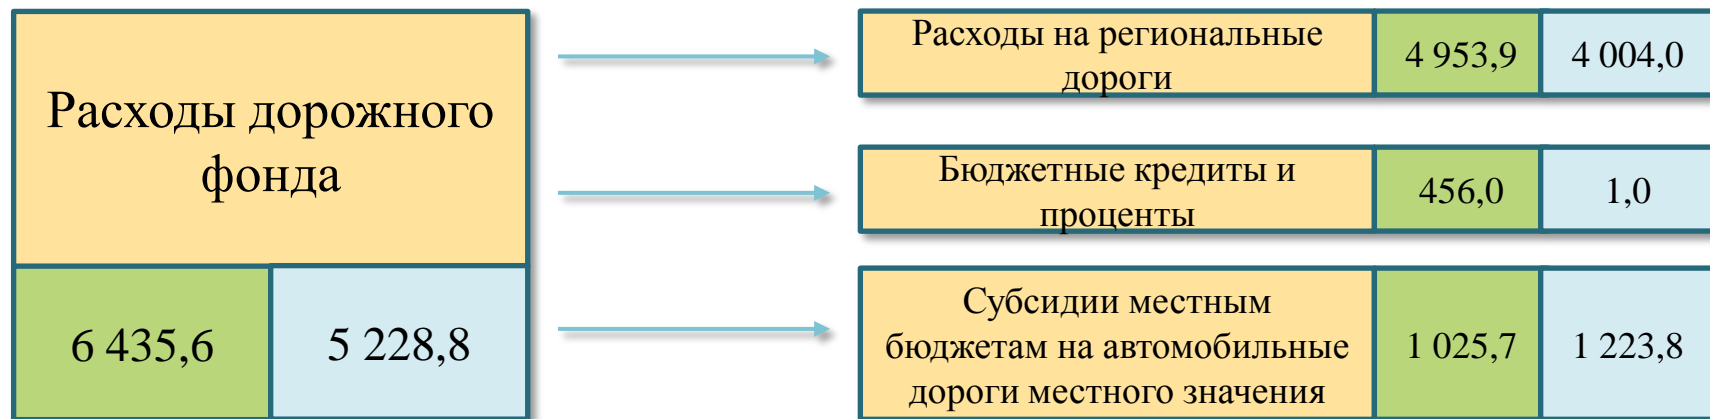 Расходы дорожного
фонда
6 435,6
5 228,8
Расходы на региональные
дороги
4 953,9
4 004,0
Бюджетные кредиты и
проценты
456,0
1,0
Субсидии местным
бюджетам на автомобильные
дороги местного значения
1 025,7
1 223,8